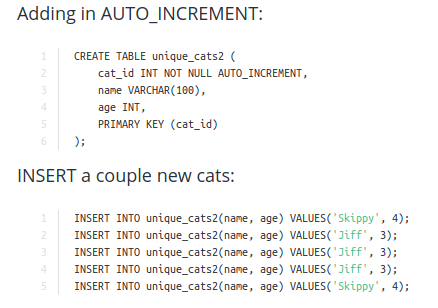 Adding in AUTO_INCREMENT:
1 CREATE TABLE unique_cats2 (
2 cat_id INT NOT NULL AUTO_INCREMENT,
3 name VARCHAR(100),
4 age INT,
5 PRIMARY KEY (cat_id)
6 );
INSERT a couple new cats:
1 INSERT INTO unique_cats2(name, age) VALUES('Skippy', 4);
2 INSERT INTO unique_cats2(name, age) VALUES('Jiff', 3);
3 INSERT INTO unique_cats2(name, age) VALUES('Jiff', 3);
4 INSERT INTO unique_cats2(name, age) VALUES('Jiff', 3);
5 INSERT INTO unique_cats2(name, age) VALUES('Skippy', 4);